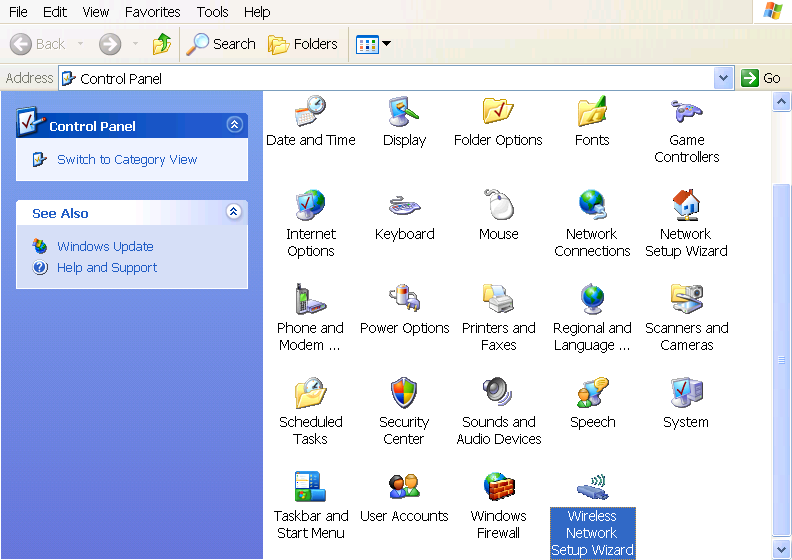 File Edit View Favorites Tools Help
Back Search Folders
Address Control Panel Go
Control Panel
Switch to Category View
See Also
Windows Update
Help and Support
Date and Time Display Folder Options Fonts Game
Controllers
Internet Keyboard Mouse Network Network
Options Connections Setup Wizard
Phone and Power Options Printers and Regional and Scanners and
Modem ... Faxes Language ... Cameras
Scheduled Security Sounds and Speech System
Tasks Center Audio Devices
Taskbar and User Accounts Windows Wireless
Start Menu Firewall Network
Setup Wizard